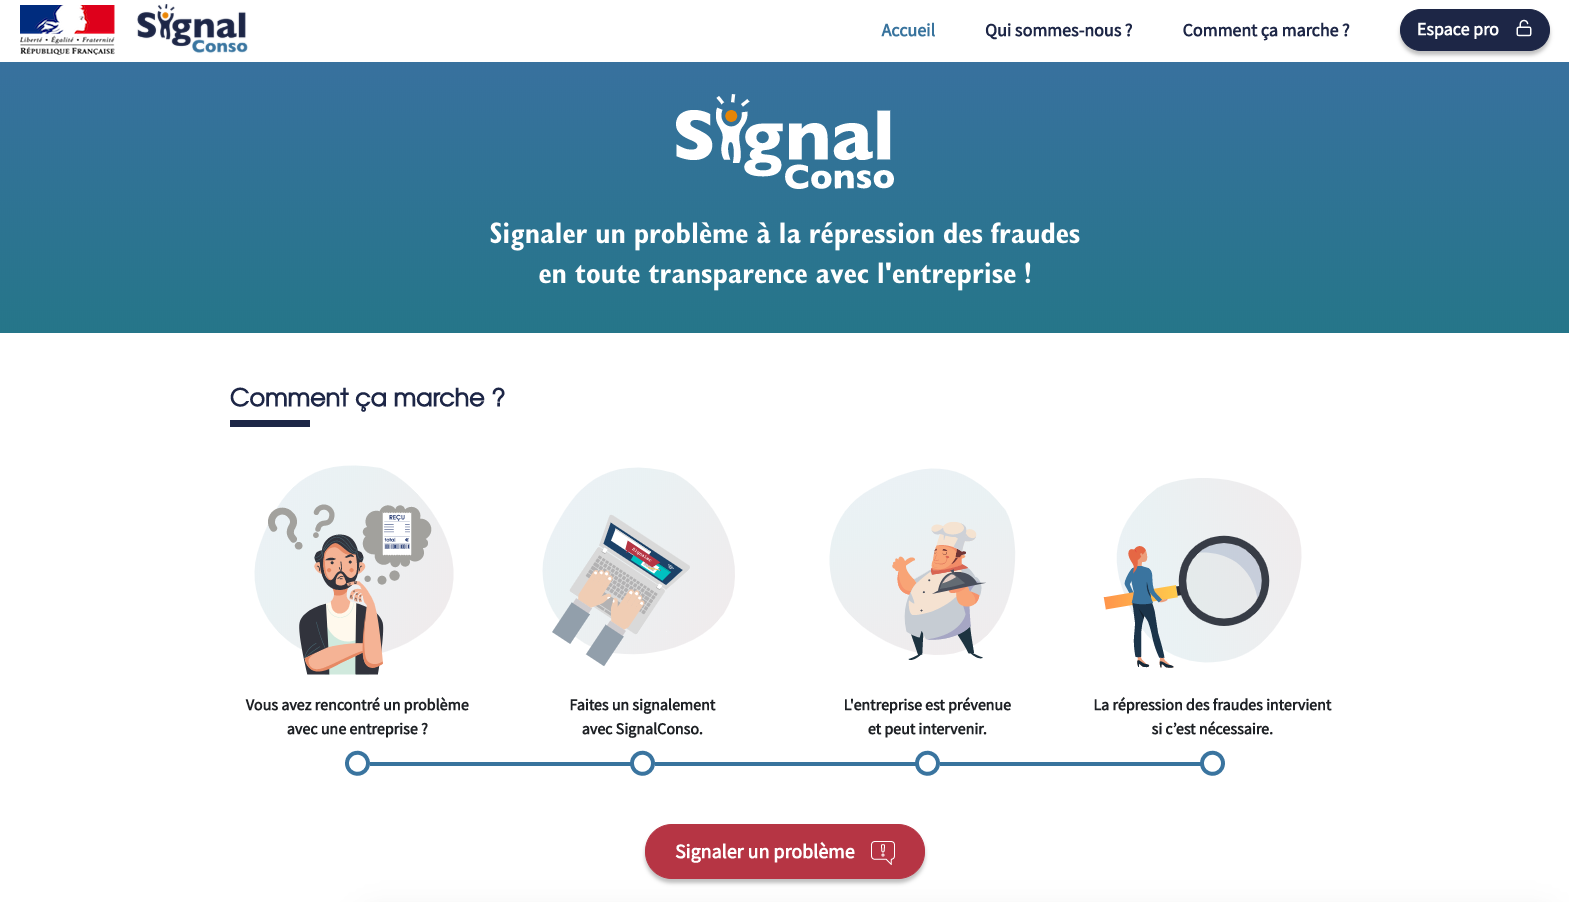 Liberté • Égalité • Fraternité
RÉPUBLIQUE FRANÇAISE
Signal
Conso
Accueil
Qui sommes-nous ?
Comment ça marche ?
Espace pro
Signal
Conso
Signaler un problème à la répression des fraudes
en toute transparence avec l'entreprise !
Comment ça marche ?
REÇU
total €
Signaler
Vous avez rencontré un problème
avec une entreprise ?
Faites un signalement
avec SignalConso.
L'entreprise est prévenue
et peut intervenir.
La répression des fraudes intervient
si c’est nécessaire.
Signaler un problème